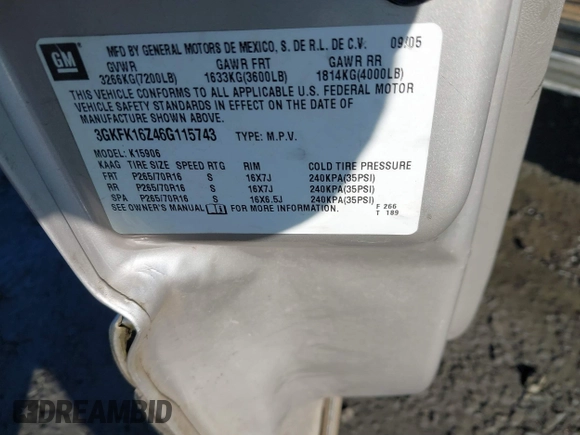 GM
MFD BY GENERAL MOTORS DE MEXICO, S. DE R.L. DE C.V. 09/05
GVWR GAWR FRT GAWR RR
3266KG(7200LB) 1633KG(3600LB) 1814KG(4000LB)
THIS VEHICLE CONFORMS TO ALL APPLICABLE U.S. FEDERAL MOTOR
VEHICLE SAFETY STANDARDS IN EFFECT ON THE DATE OF
MANUFACTURE SHOWN ABOVE.
3GKFK16Z46G115743 TYPE: M.P.V.
MODEL: K15906
KAAG TIRE SIZE SPEED RTG RIM COLD TIRE PRESSURE
FRT P265/70R16 S 16X7J 240KPA(35PSI)
RR P265/70R16 S 16X7J 240KPA(35PSI)
SPA P265/70R16 S 16X6.5J 240KPA(35PSI)
SEE OWNER'S MANUAL FOR MORE INFORMATION
F 266
T 189
DREAMBID